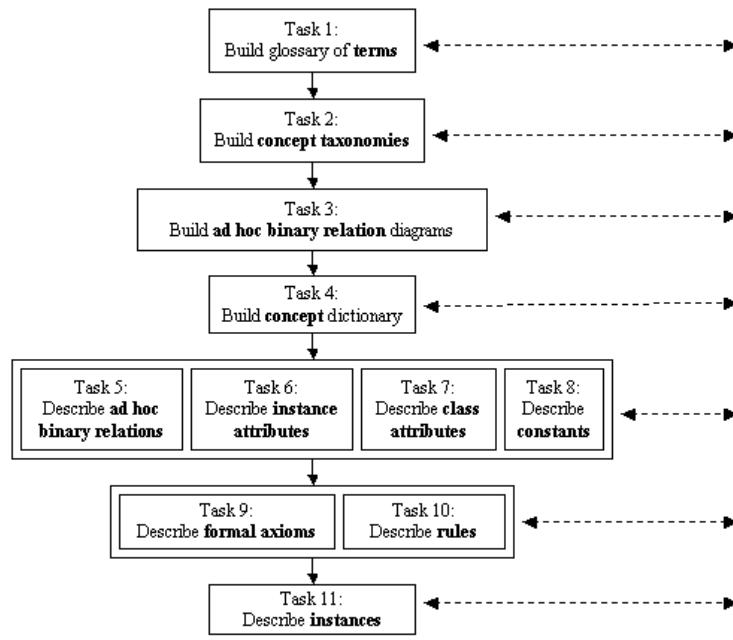 Task 1:
Build glossary of terms
Task 2:
Build concept taxonomies
Task 3:
Build ad hoc binary relation diagrams
Task 4:
Build concept dictionary
Task 5:
Describe ad hoc
binary relations
Task 6:
Describe instance
attributes
Task 7:
Describe class
attributes
Task 8:
Describe
constants
Task 9:
Describe formal axioms
Task 10:
Describe rules
Task 11:
Describe instances